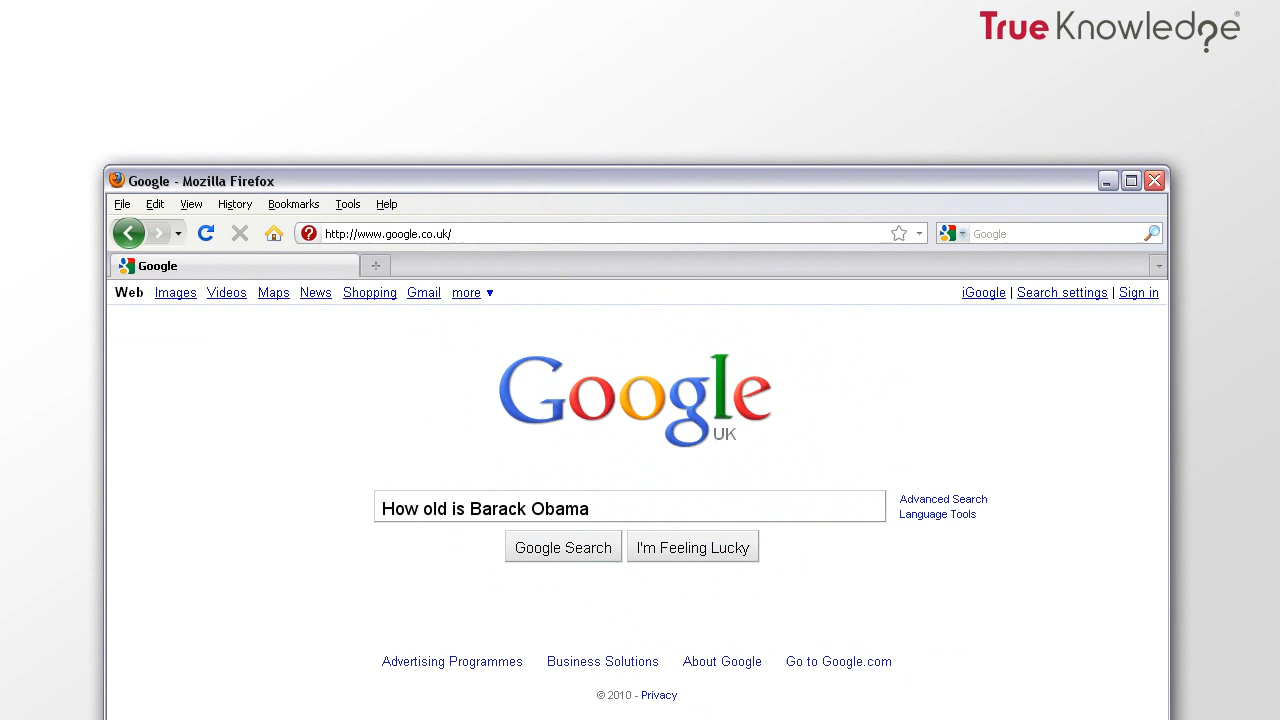 True Knowledge®
Google - Mozilla Firefox
File Edit View History Bookmarks Tools Help
http://www.google.co.uk/ Google
Google
Web Images Videos Maps News Shopping Gmail more ▼ iGoogle | Search settings | Sign in
Google
UK
How old is Barack Obama
Advanced Search
Language Tools
Google Search I'm Feeling Lucky
Advertising Programmes Business Solutions About Google Go to Google.com
© 2010 - Privacy